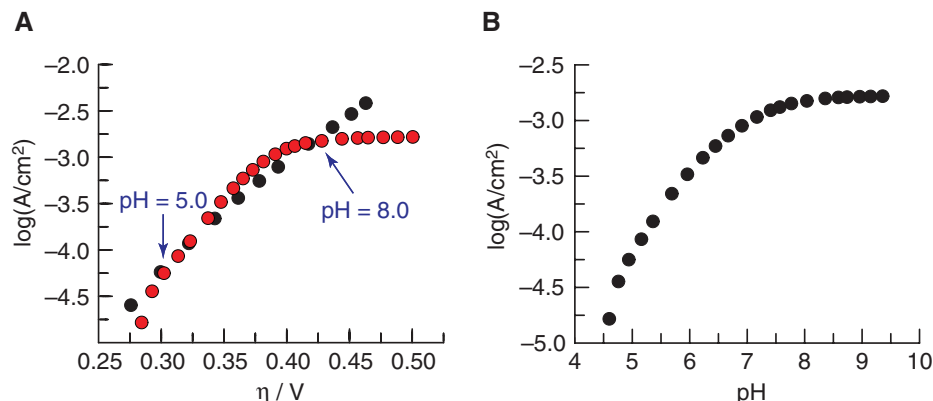 A
log(A/cm²)
–2.0
–2.5
–3.0
–3.5
–4.0
–4.5
pH = 5.0
pH = 8.0
0.25 0.30 0.35 0.40 0.45 0.50
η / V
B
log(A/cm²)
–2.5
–3.0
–3.5
–4.0
–4.5
–5.0
4 5 6 7 8 9 10
pH